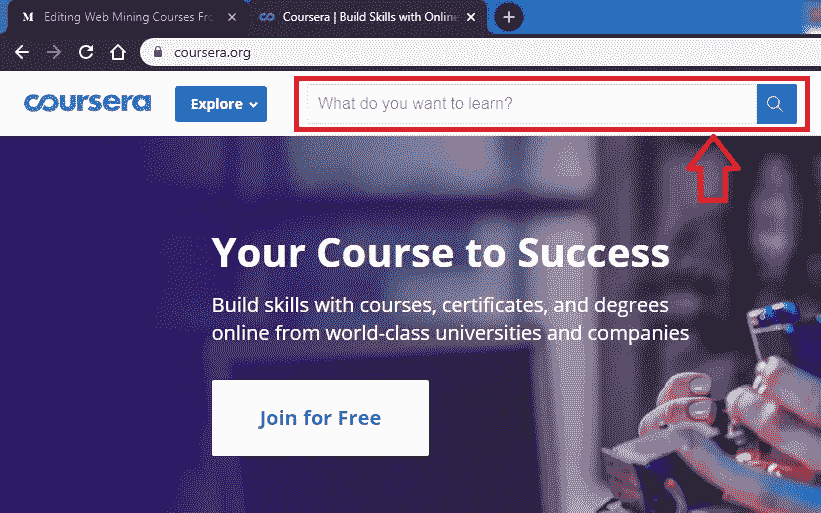 Editing Web Mining Courses Fro
Coursera | Build Skills with Onlin
coursera.org
coursera
Explore
What do you want to learn?
Your Course to Success
Build skills with courses, certificates, and degrees
online from world-class universities and companies
Join for Free